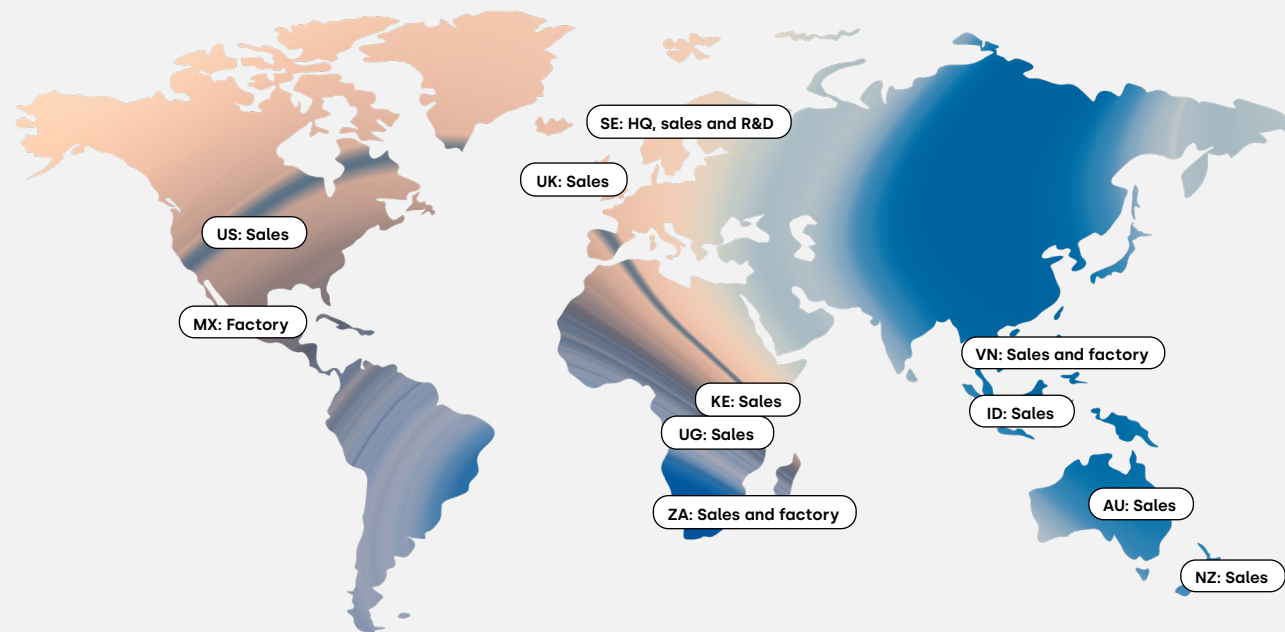 SE: HQ, sales and R&D
UK: Sales
US: Sales
MX: Factory
VN: Sales and factory
KE: Sales
ID: Sales
UG: Sales
AU: Sales
ZA: Sales and factory
NZ: Sales